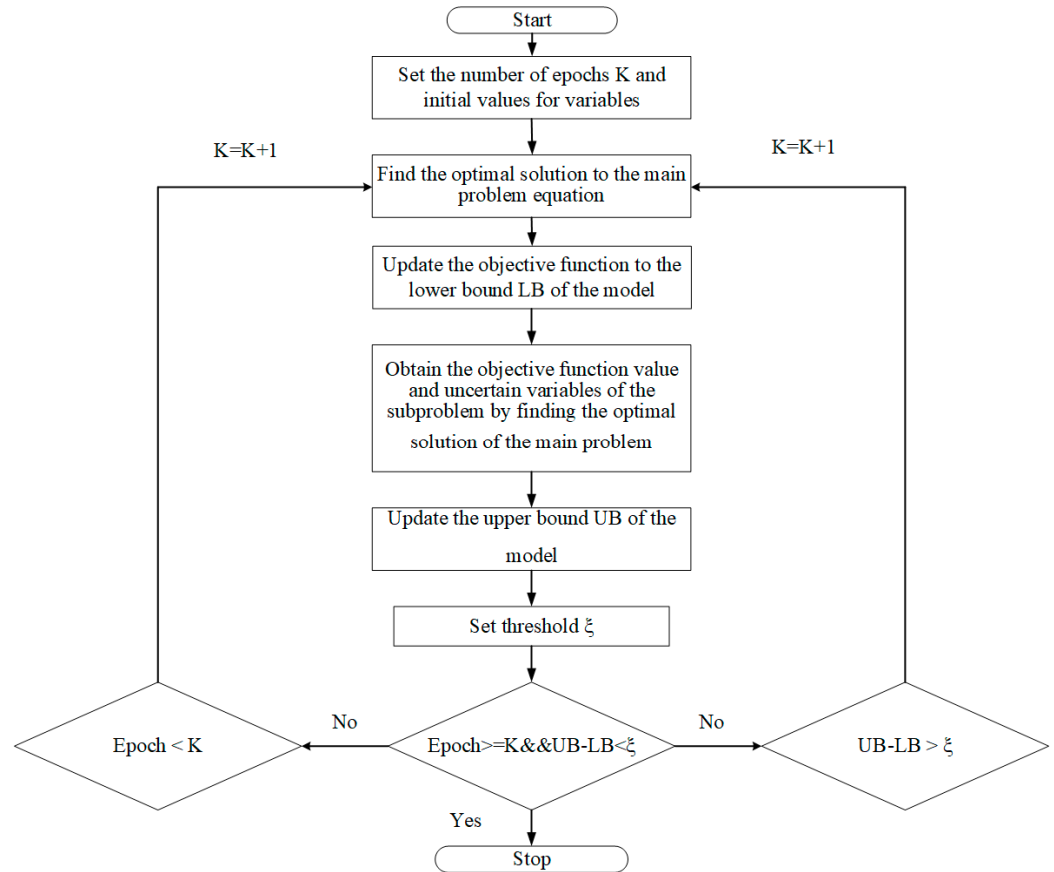 Start
Set the number of epochs K and
initial values for variables
K=K+1
K=K+1
Find the optimal solution to the main
problem equation
Update the objective function to the
lower bound LB of the model
Obtain the objective function value
and uncertain variables of the
subproblem by finding the optimal
solution of the main problem
Update the upper bound UB of the
model
Set threshold ξ
Epoch < K
No
Epoch>=K&&UB-LB<ξ
No
UB-LB > ξ
Yes
Stop